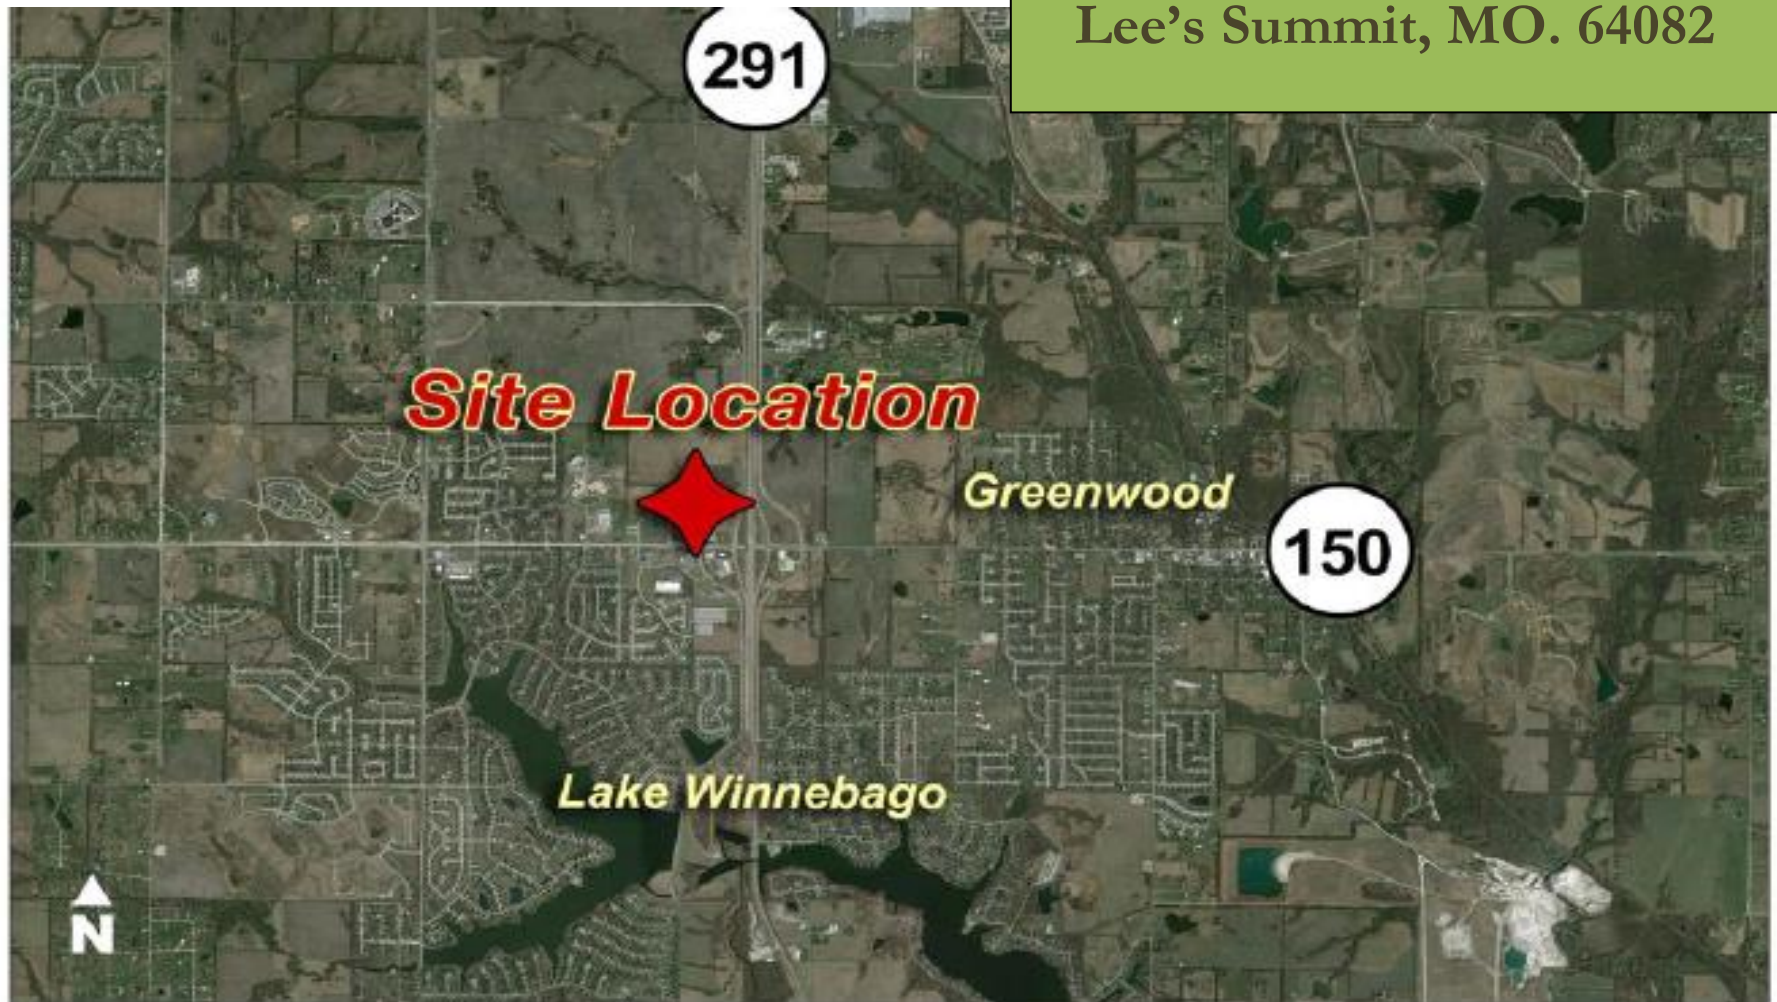 Lee’s Summit, MO. 64082
291
Site Location
Greenwood
150
Lake Winnebago
N